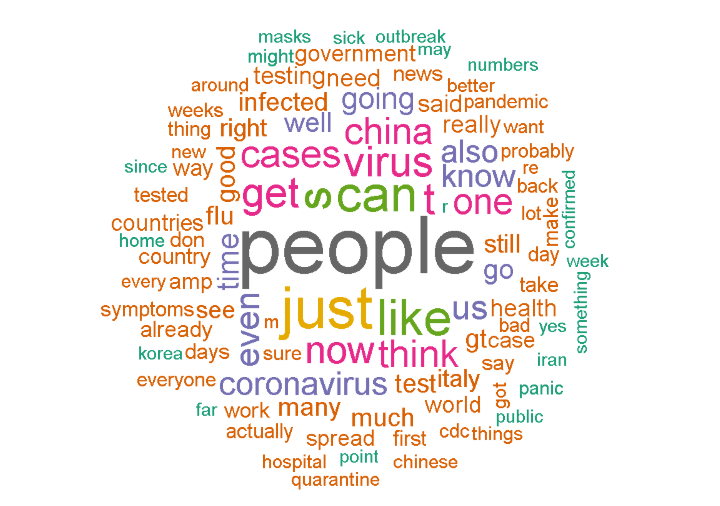 masks sick outbreak
might government may
testing need news numbers
around infected going said better pandemic
weeks thing right well china really want
new cases virus also probably
since way good get s can t one know re back
tested r lot make confirmed
countries flu people still day
home don time go week
country take something
every amp just like us health
symptoms see even m bad yes
already now think gt case
korea days sure say iran
everyone coronavirus test italy got panic
far work many much world public
actually spread first cdc things
hospital point chinese
quarantine